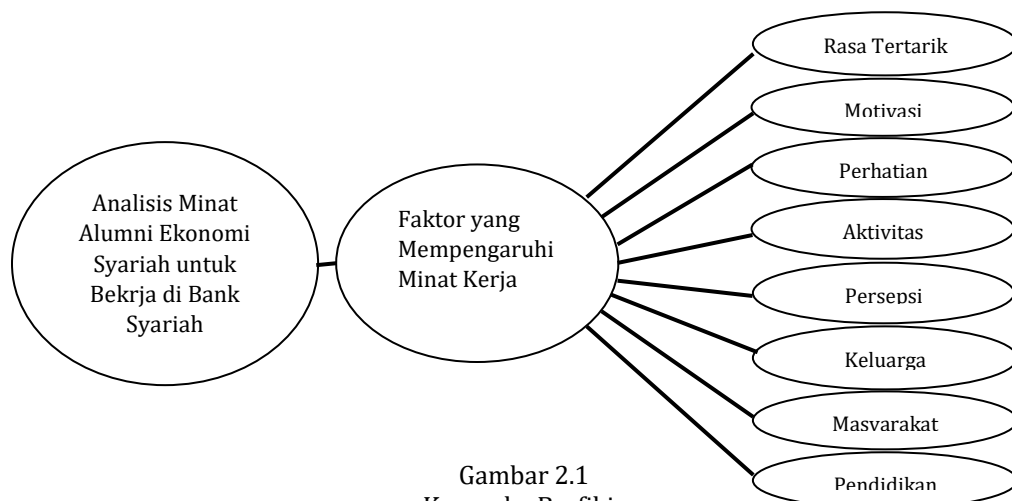 Analisis Minat
Alumni Ekonomi
Syariah untuk
Bekrja di Bank
Syariah
Faktor yang
Mempengaruhi
Minat Kerja
Rasa Tertarik
Motivasi
Perhatian
Aktivitas
Persepsi
Keluarga
Masyarakat
Pendidikan
Gambar 2.1